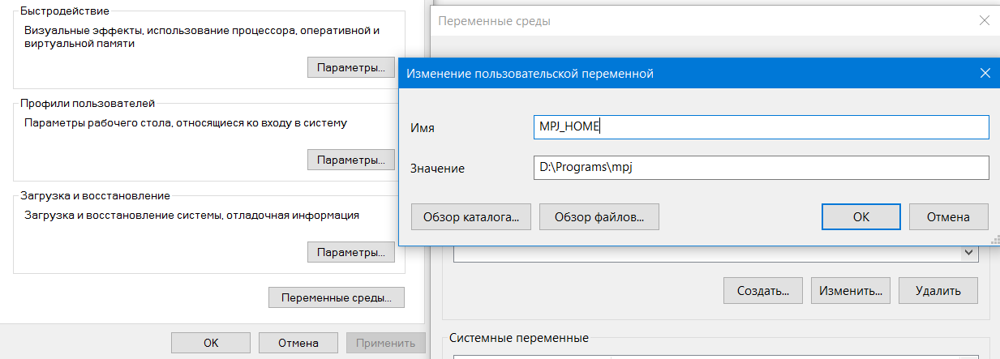 Быстродействие
Визуальные эффекты, использование процессора, оперативной и
виртуальной памяти
Параметры...
Профили пользователей
Параметры рабочего стола, относящиеся ко входу в систему
Параметры...
Загрузка и восстановление
Загрузка и восстановление системы, отладочная информация
Параметры...
Переменные среды...
ОК
Отмена
Применить
Переменные среды
Изменение пользовательской переменной
Имя
MPJ_HOME
Значение
D:\Programs\mpj
Обзор каталога...
Обзор файлов...
ОК
Отмена
Создать...
Изменить...
Удалить
Системные переменные